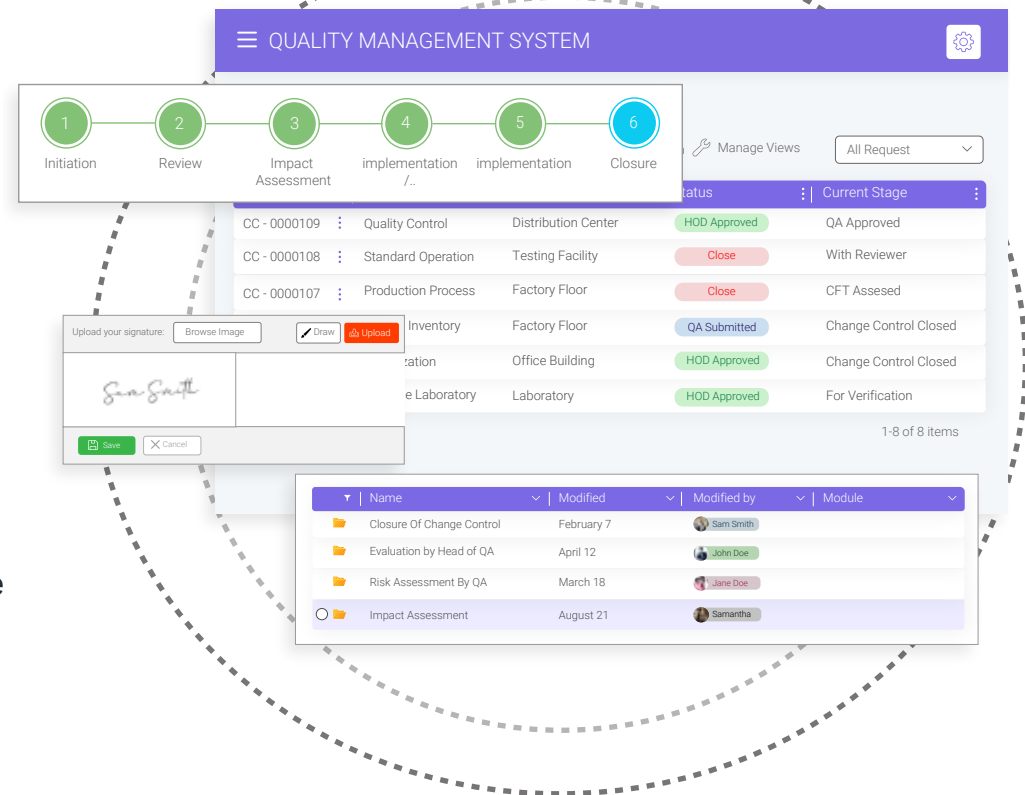 QUALITY MANAGEMENT SYSTEM
1 2 3 4 5 6
Initiation Review Impact Assessment implementation /.. implementation Closure
Manage Views All Request
tatus Current Stage
CC - 0000109 Quality Control Distribution Center HOD Approved QA Approved
CC - 0000108 Standard Operation Testing Facility Close With Reviewer
CC - 0000107 Production Process Factory Floor Close CFT Assesed
Inventory Factory Floor QA Submitted Change Control Closed
zation Office Building HOD Approved Change Control Closed
e Laboratory Laboratory HOD Approved For Verification
1-8 of 8 items
Upload your signature: Browse Image Draw Upload
Sam Smith
Save Cancel
Name Modified Modified by Module
Closure Of Change Control February 7 Sam Smith
Evaluation by Head of QA April 12 John Doe
Risk Assessment By QA March 18 Jane Doe
Impact Assessment August 21 Samantha
e